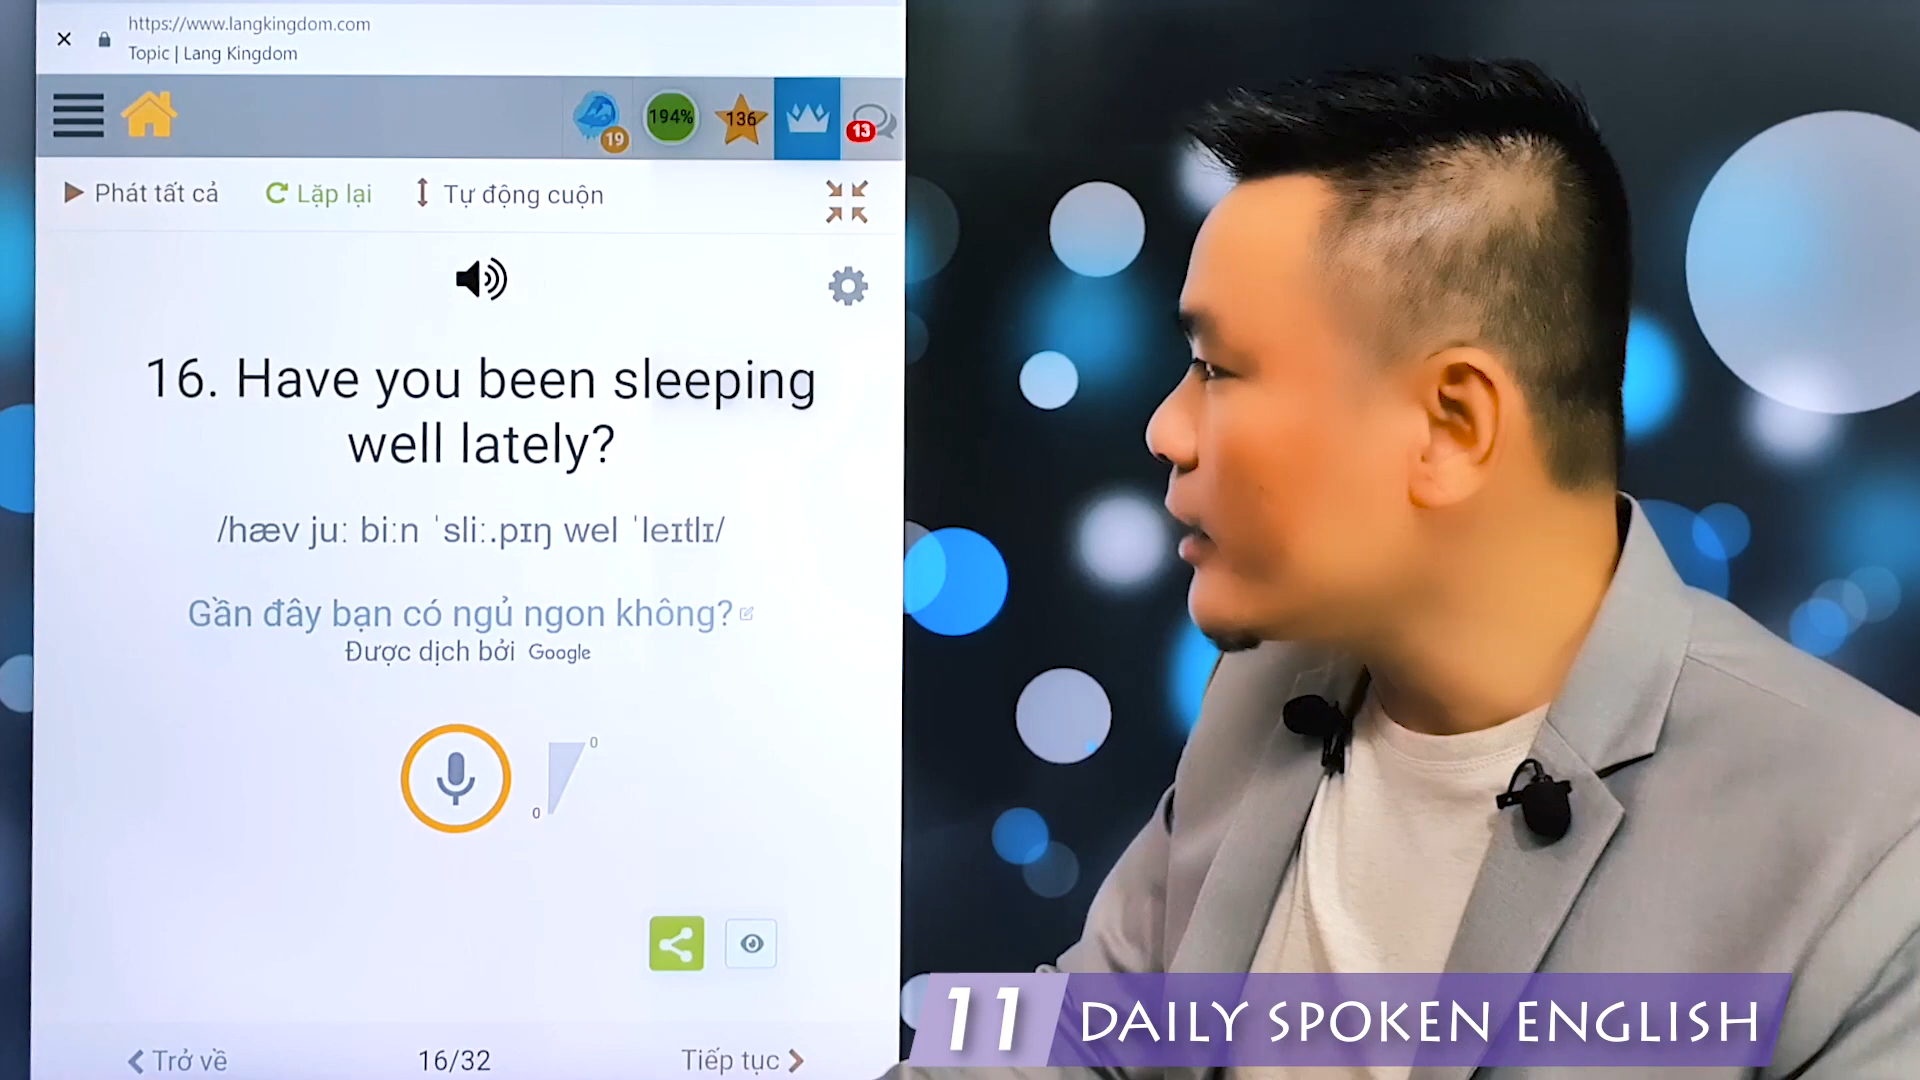 https://www.langkingdom.com
Topic | Lang Kingdom
19
194%
136
13
Phát tất cả
Lặp lại
Tự động cuộn
16. Have you been sleeping
well lately?
/hæv juː biːn ˈsliː.pɪŋ wel ˈleɪtlɪ/
Gần đây bạn có ngủ ngon không?
Được dịch bởi Google
0
0
Trở về
16/32
Tiếp tục
11 DAILY SPOKEN ENGLISH